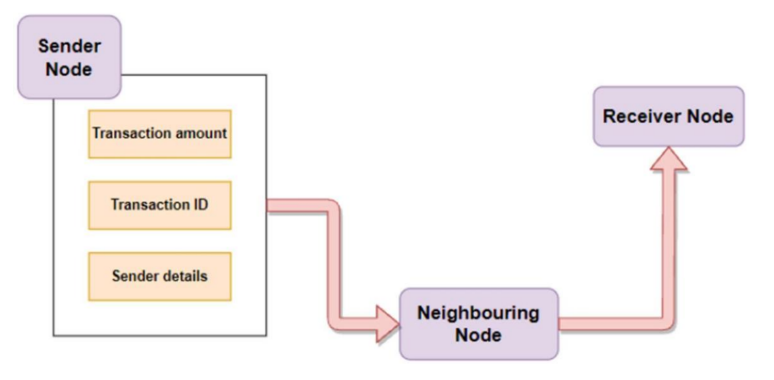 Sender
Node
Transaction amount
Transaction ID
Sender details
Receiver Node
Neighbouring
Node